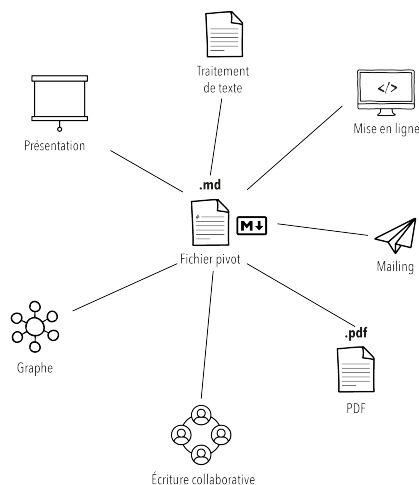 Traitement
de texte
</>
Mise en ligne
Présentation
.md
M
Fichier pivot
Mailing
.pdf
Graphe
PDF
Écriture collaborative